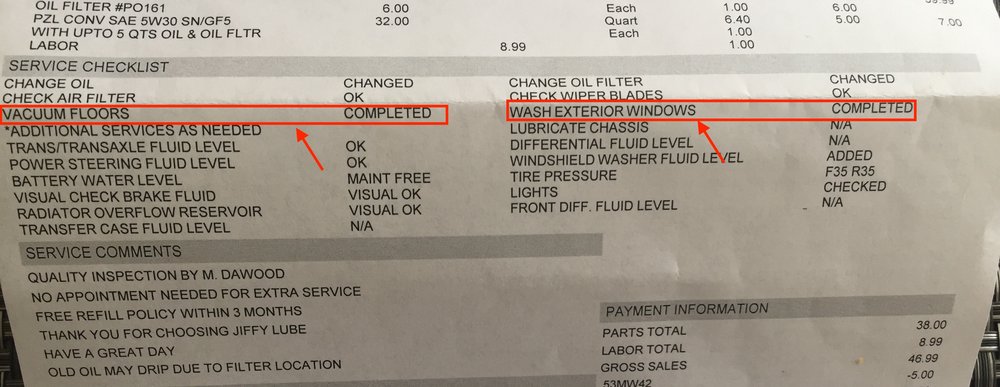 OIL FILTER #PO161 6.00 Each 1.00 6.00
PZL CONV SAE 5W30 SN/GF5 32.00 Quart 6.40 5.00 7.00
WITH UPTO 5 QTS OIL & OIL FLTR Each 1.00
LABOR 8.99 1.00
SERVICE CHECKLIST
CHANGE OIL CHANGED CHANGE OIL FILTER CHANGED
CHECK AIR FILTER OK CHECK WIPER BLADES OK
VACUUM FLOORS COMPLETED WASH EXTERIOR WINDOWS COMPLETED
*ADDITIONAL SERVICES AS NEEDED LUBRICATE CHASSIS N/A
TRANS/TRANSAXLE FLUID LEVEL OK DIFFERENTIAL FLUID LEVEL N/A
POWER STEERING FLUID LEVEL OK WINDSHIELD WASHER FLUID LEVEL ADDED
BATTERY WATER LEVEL MAINT FREE TIRE PRESSURE F35 R35
VISUAL CHECK BRAKE FLUID VISUAL OK LIGHTS CHECKED
RADIATOR OVERFLOW RESERVOIR VISUAL OK FRONT DIFF. FLUID LEVEL N/A
TRANSFER CASE FLUID LEVEL N/A
SERVICE COMMENTS
QUALITY INSPECTION BY M. DAWOOD
NO APPOINTMENT NEEDED FOR EXTRA SERVICE
FREE REFILL POLICY WITHIN 3 MONTHS
THANK YOU FOR CHOOSING JIFFY LUBE
HAVE A GREAT DAY
OLD OIL MAY DRIP DUE TO FILTER LOCATION
PAYMENT INFORMATION
PARTS TOTAL 38.00
LABOR TOTAL 8.99
GROSS SALES 46.99
53MW42 -5.00